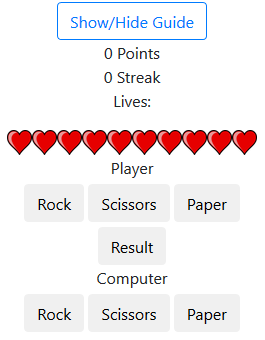 Show/Hide Guide
0 Points
0 Streak
Lives:
Player
Rock Scissors Paper
Result
Computer
Rock Scissors Paper